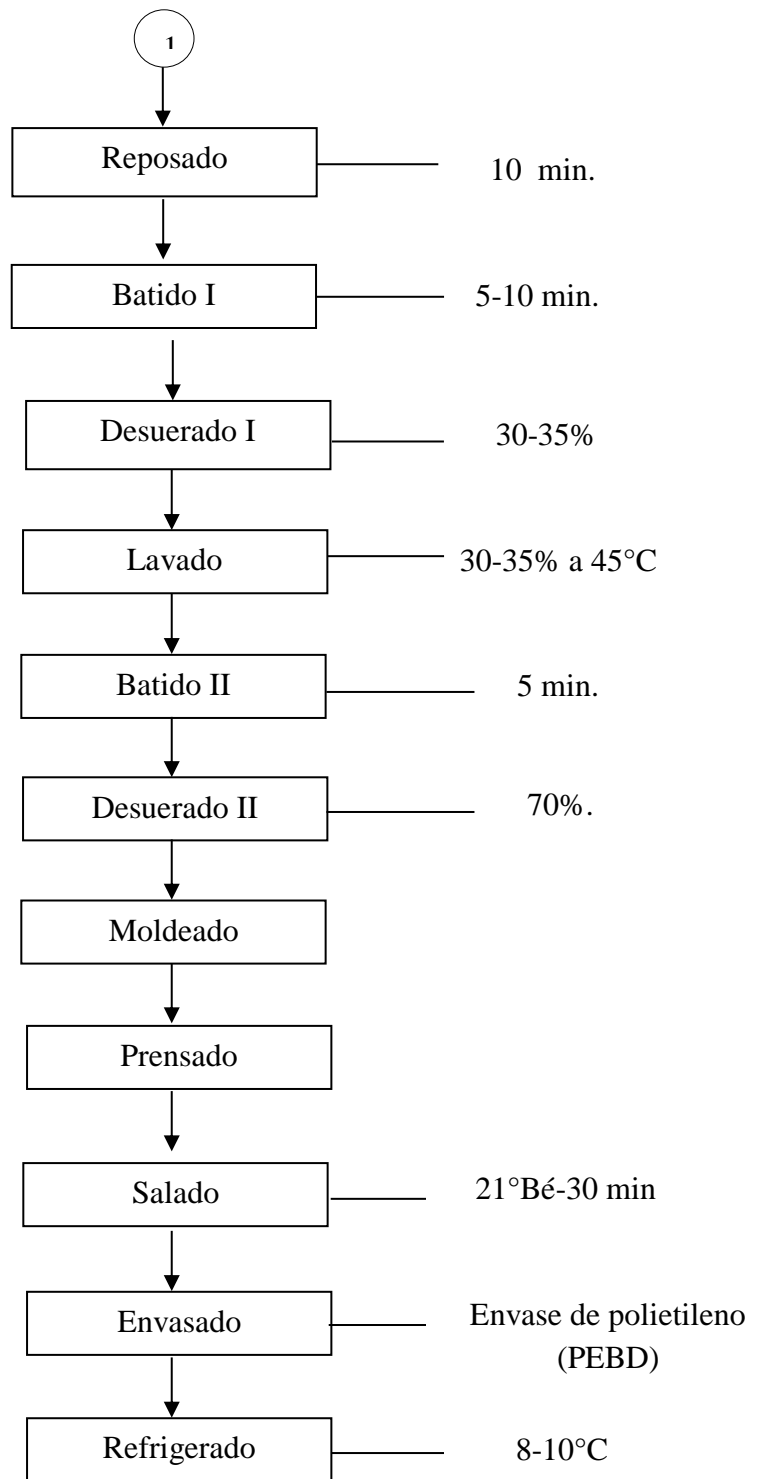 1
Reposado
10 min.
Batido I
5-10 min.
Desuerado I
30-35%
Lavado
30-35% a 45°C
Batido II
5 min.
Desuerado II
70%.
Moldeado
Prensado
Salado
21°Bé-30 min
Envasado
Envase de polietileno
(PEBD)
Refrigerado
8-10°C